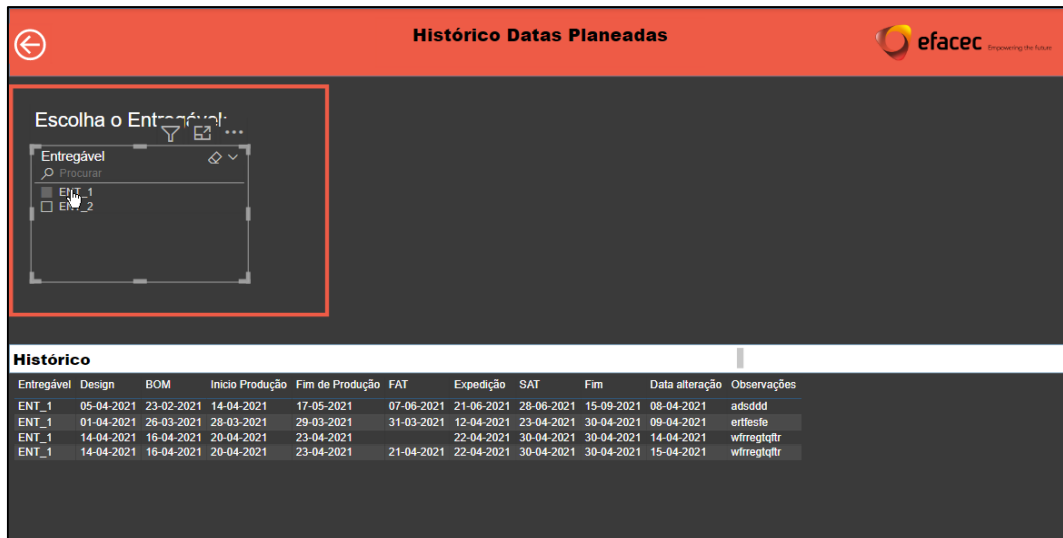 Histórico Datas Planeadas
efacec Empowering the future
Escolha o Entregável:
Entregável
Procurar
ENT_1
ENT_2
Histórico
Entregável Design BOM Inicio Produção Fim de Produção FAT Expedição SAT Fim Data alteração Observações
ENT_1 05-04-2021 23-02-2021 14-04-2021 17-05-2021 07-06-2021 21-06-2021 28-06-2021 15-09-2021 08-04-2021 adsddd
ENT_1 01-04-2021 26-03-2021 28-03-2021 29-03-2021 31-03-2021 12-04-2021 23-04-2021 30-04-2021 09-04-2021 ertfesfe
ENT_1 14-04-2021 16-04-2021 20-04-2021 23-04-2021 22-04-2021 30-04-2021 30-04-2021 14-04-2021 wfrregtqftr
ENT_1 14-04-2021 16-04-2021 20-04-2021 23-04-2021 21-04-2021 22-04-2021 30-04-2021 30-04-2021 15-04-2021 wfrregtqftr